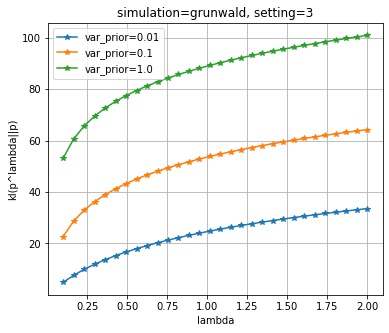 simulation=grunwald, setting=3
var_prior=0.01
var_prior=0.1
var_prior=1.0
kl(p^lambda||p)
100
80
60
40
20
0.25 0.50 0.75 1.00 1.25 1.50 1.75 2.00
lambda